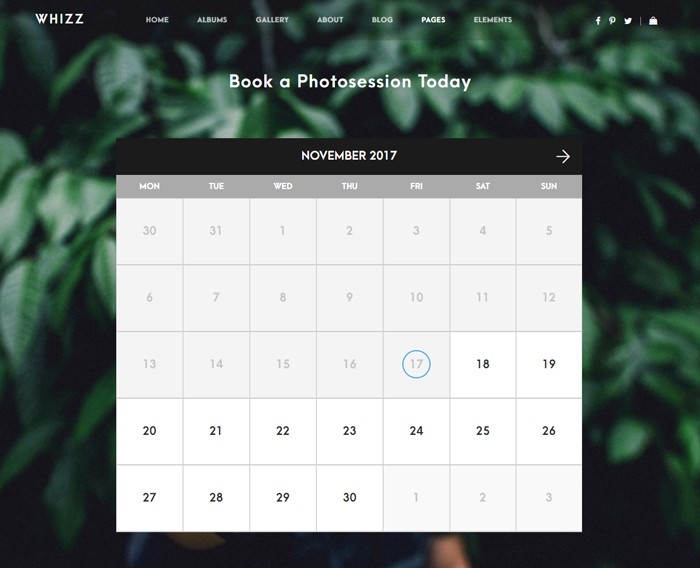 WHIZZ HOME ALBUMS GALLERY ABOUT BLOG PAGES ELEMENTS
Book a Photosession Today
NOVEMBER 2017
MON TUE WED THU FRI SAT SUN
30 31 1 2 3 4 5
6 7 8 9 10 11 12
13 14 15 16 17 18 19
20 21 22 23 24 25 26
27 28 29 30 1 2 3